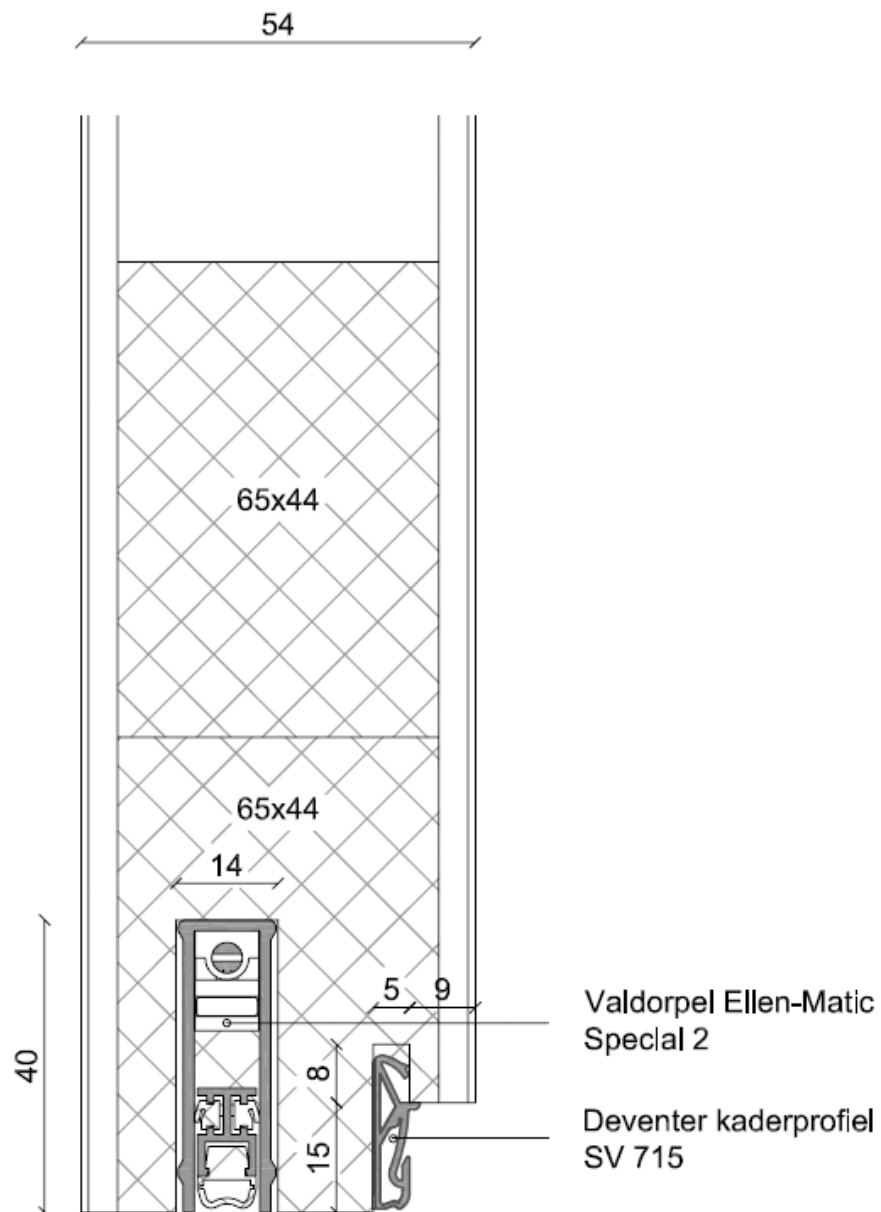 54
65x44
65x44
14
5
9
Valdorpel Ellen-Matic
Special 2
40
8
Deventer kaderprofiel
SV 715
15